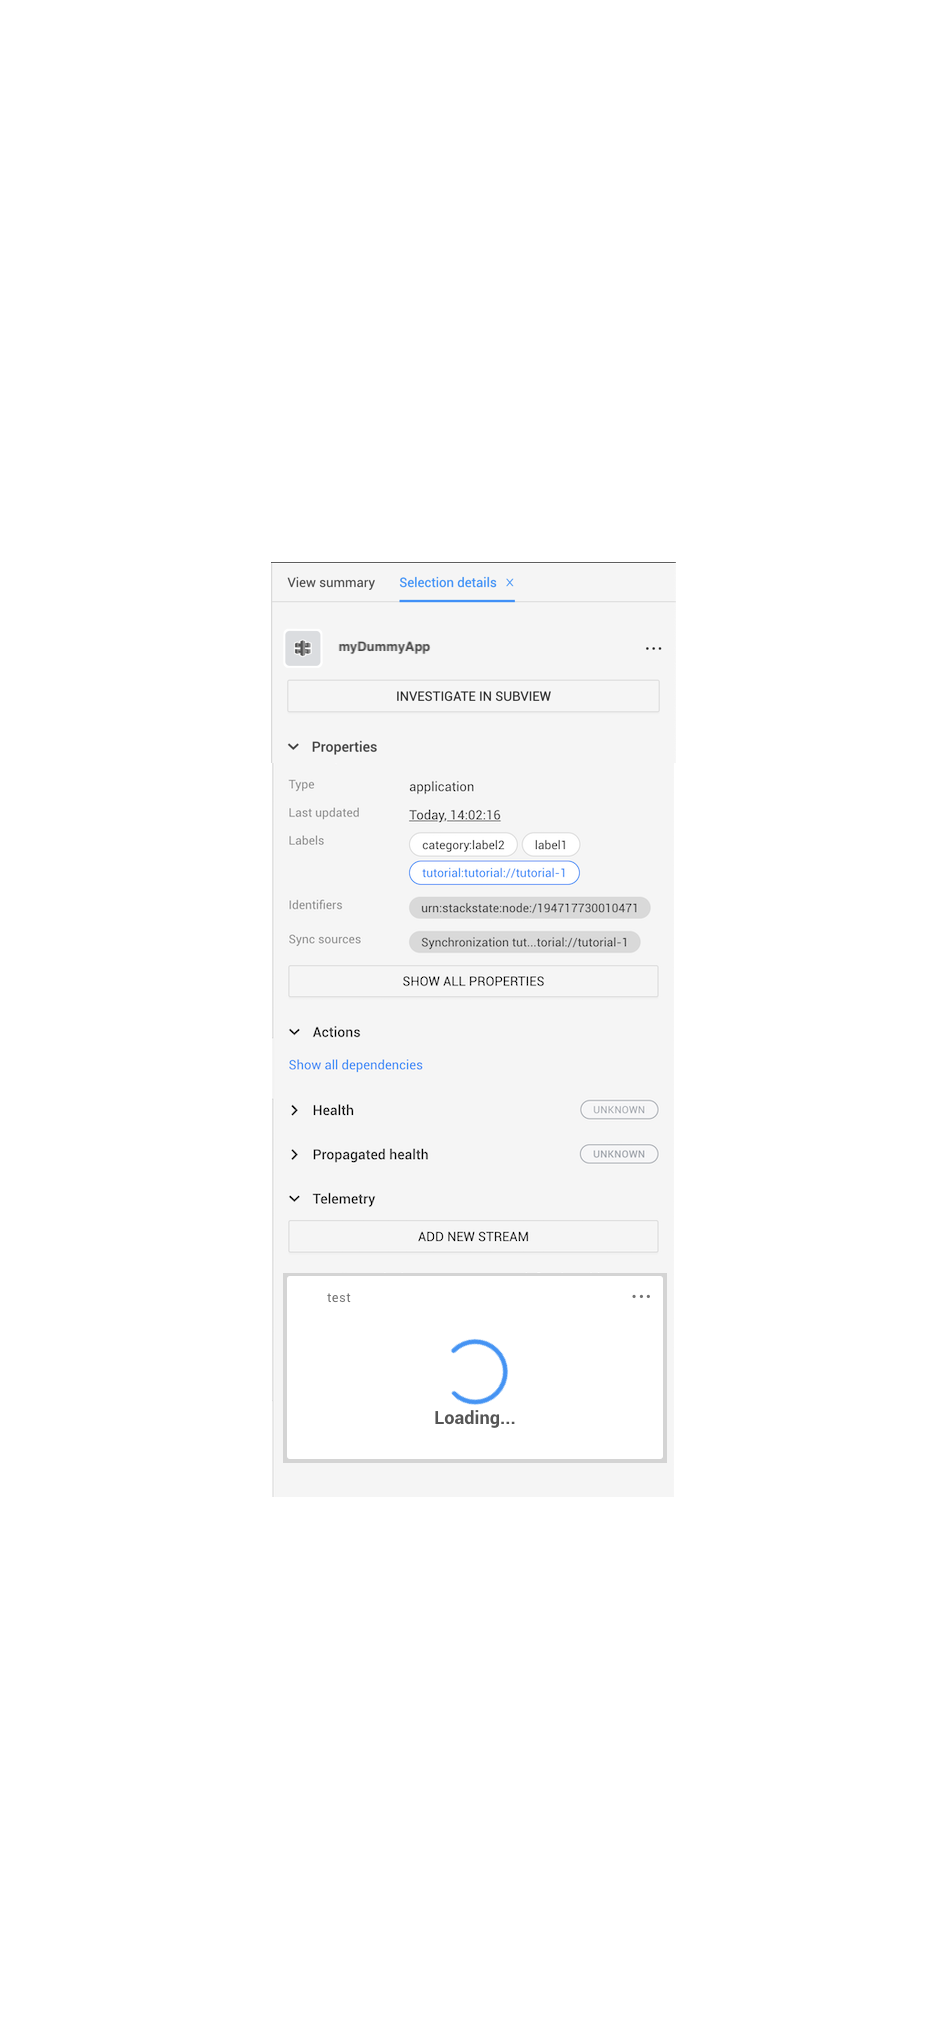 View summary Selection details ×
myDummyApp ...
INVESTIGATE IN SUBVIEW
Properties
Type application
Last updated Today, 14:02:16
Labels category:label2 label1
tutorial:tutorial://tutorial-1
Identifiers urn:stackstate:node:/194717730010471
Sync sources Synchronization tut...torial://tutorial-1
SHOW ALL PROPERTIES
Actions
Show all dependencies
Health UNKNOWN
Propagated health UNKNOWN
Telemetry
ADD NEW STREAM
test ...
Loading...